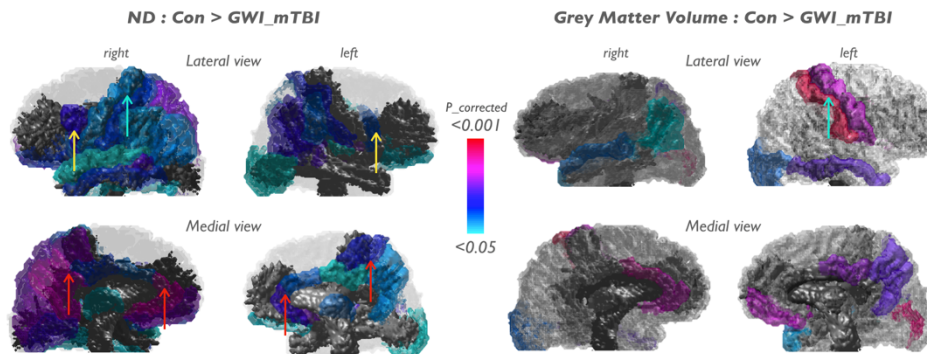 ND : Con > GWI_mTBI
Grey Matter Volume : Con > GWI_mTBI
right
Lateral view
left
right
Lateral view
left
P_corrected
<0.001
<0.05
Medial view
Medial view